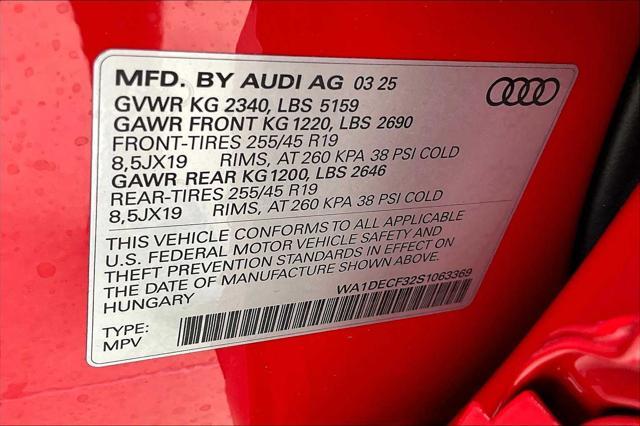 MFD. BY AUDI AG 03 25
GVWR KG 2340, LBS 5159
GAWR FRONT KG 1220, LBS 2690
FRONT-TIRES 255/45 R19
8,5JX19 RIMS, AT 260 KPA 38 PSI COLD
GAWR REAR KG 1200, LBS 2646
REAR-TIRES 255/45 R19
8,5JX19 RIMS, AT 260 KPA 38 PSI COLD
THIS VEHICLE CONFORMS TO ALL APPLICABLE
U.S. FEDERAL MOTOR VEHICLE SAFETY AND
THEFT PREVENTION STANDARDS IN EFFECT ON
THE DATE OF MANUFACTURE SHOWN ABOVE.
HUNGARY
WA1DECF32S1063369
TYPE:
MPV